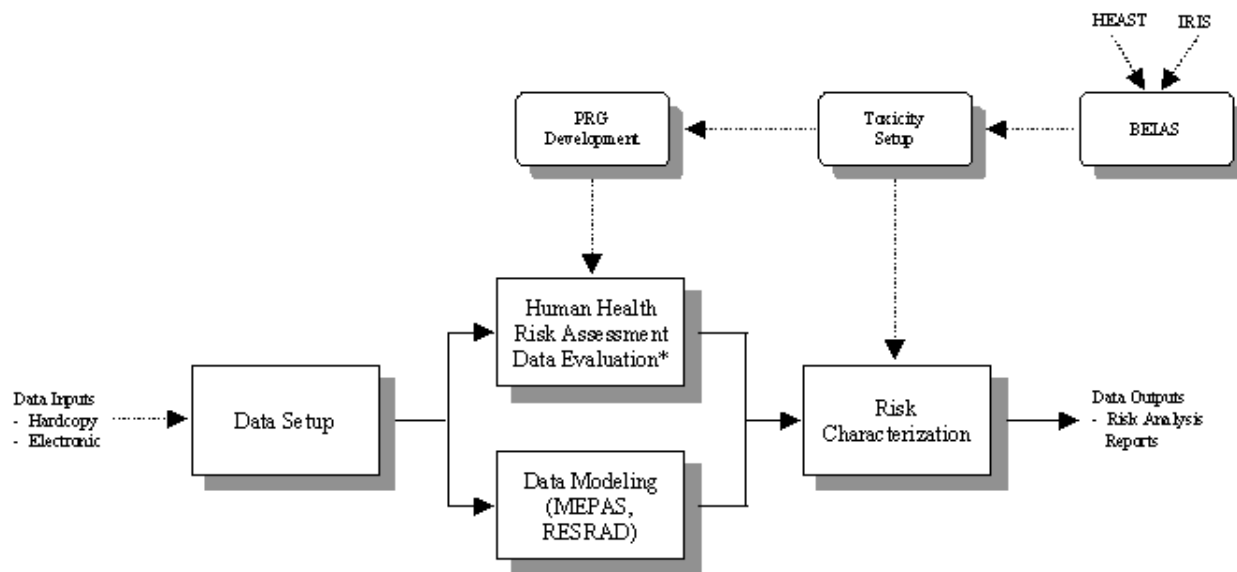 HEAST
IRIS
PRG
Development
Toxicity
Setup
BEIAS
Human Health
Risk Assessment
Data Evaluation*
Data Inputs
- Hardcopy
- Electronic
Data Setup
Risk
Characterization
Data Outputs
- Risk Analysis
Reports
Data Modeling
(MEPAS,
RESRAD)